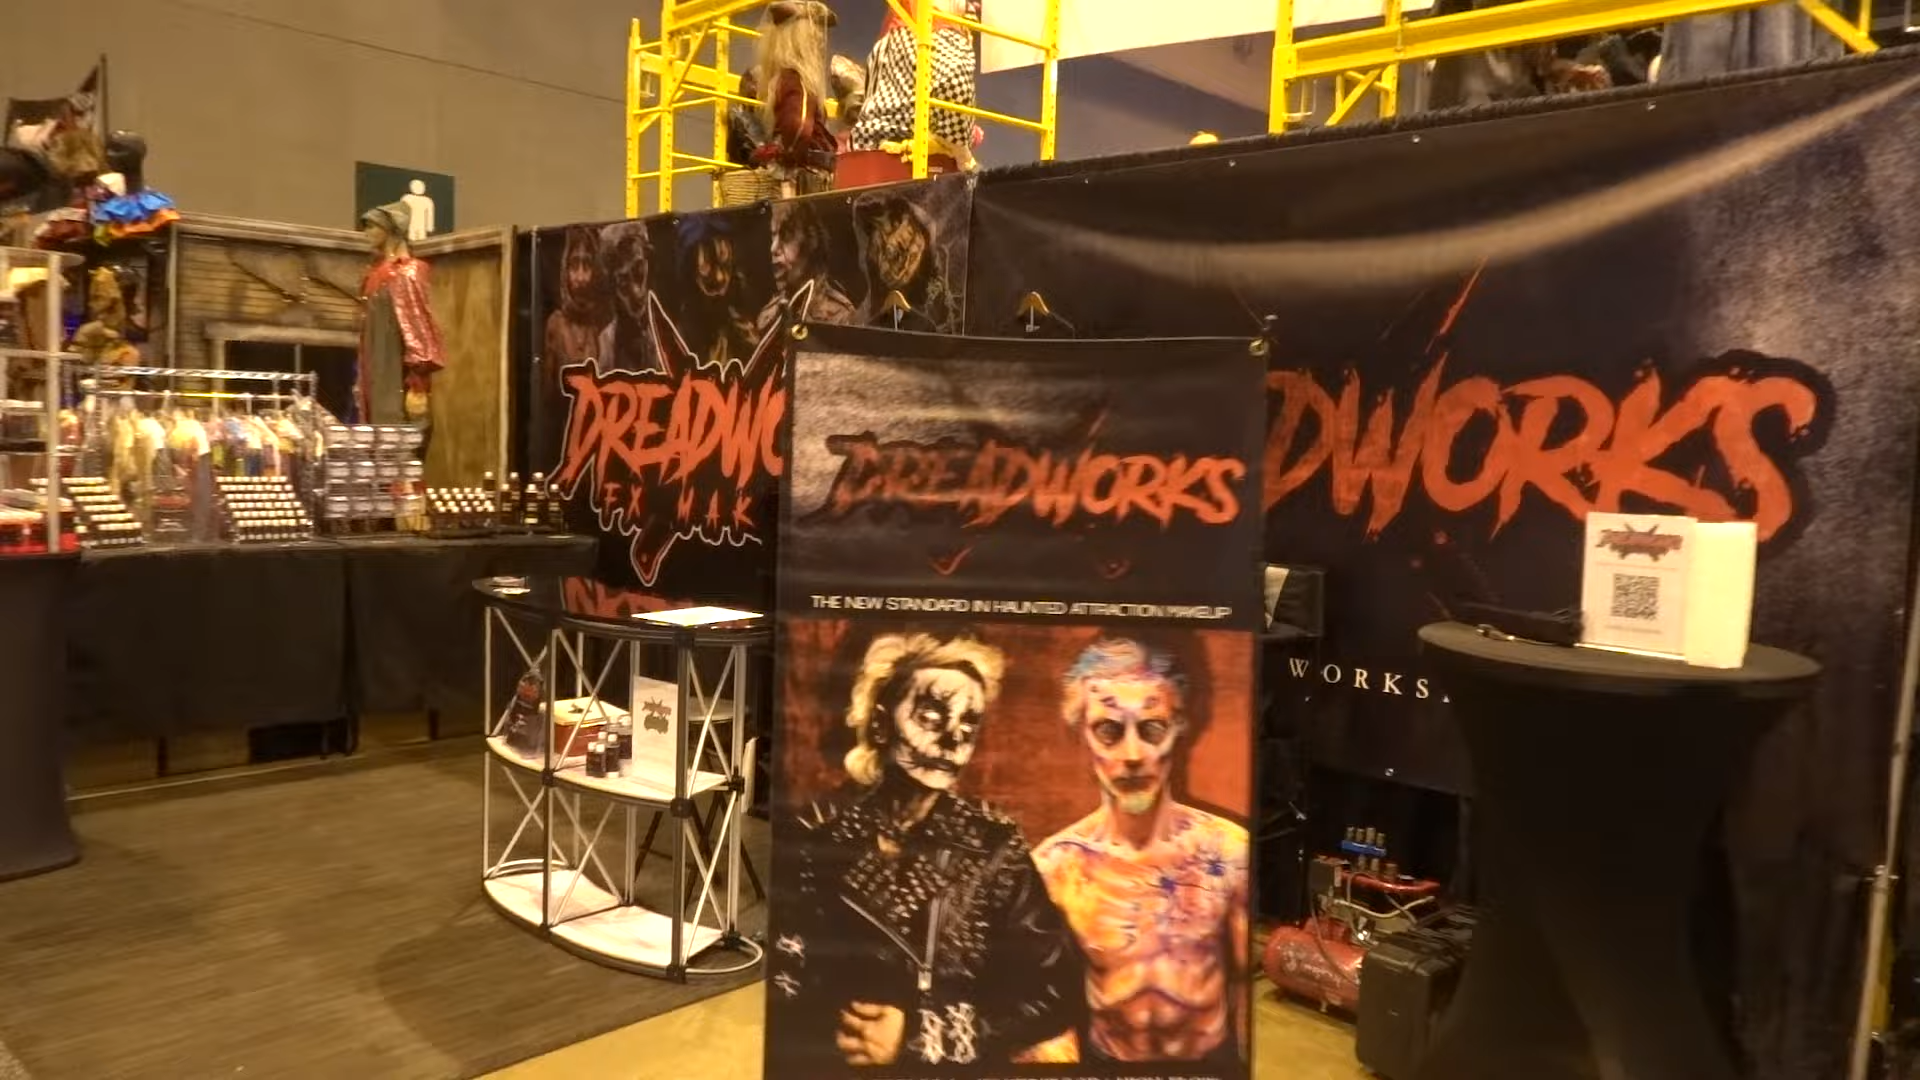 DREADWO
FX MAK
DREADWORKS
THE NEW STANDARD IN HAUNTED ATTRACTION MAKEUP
DWORKS
WORKS.